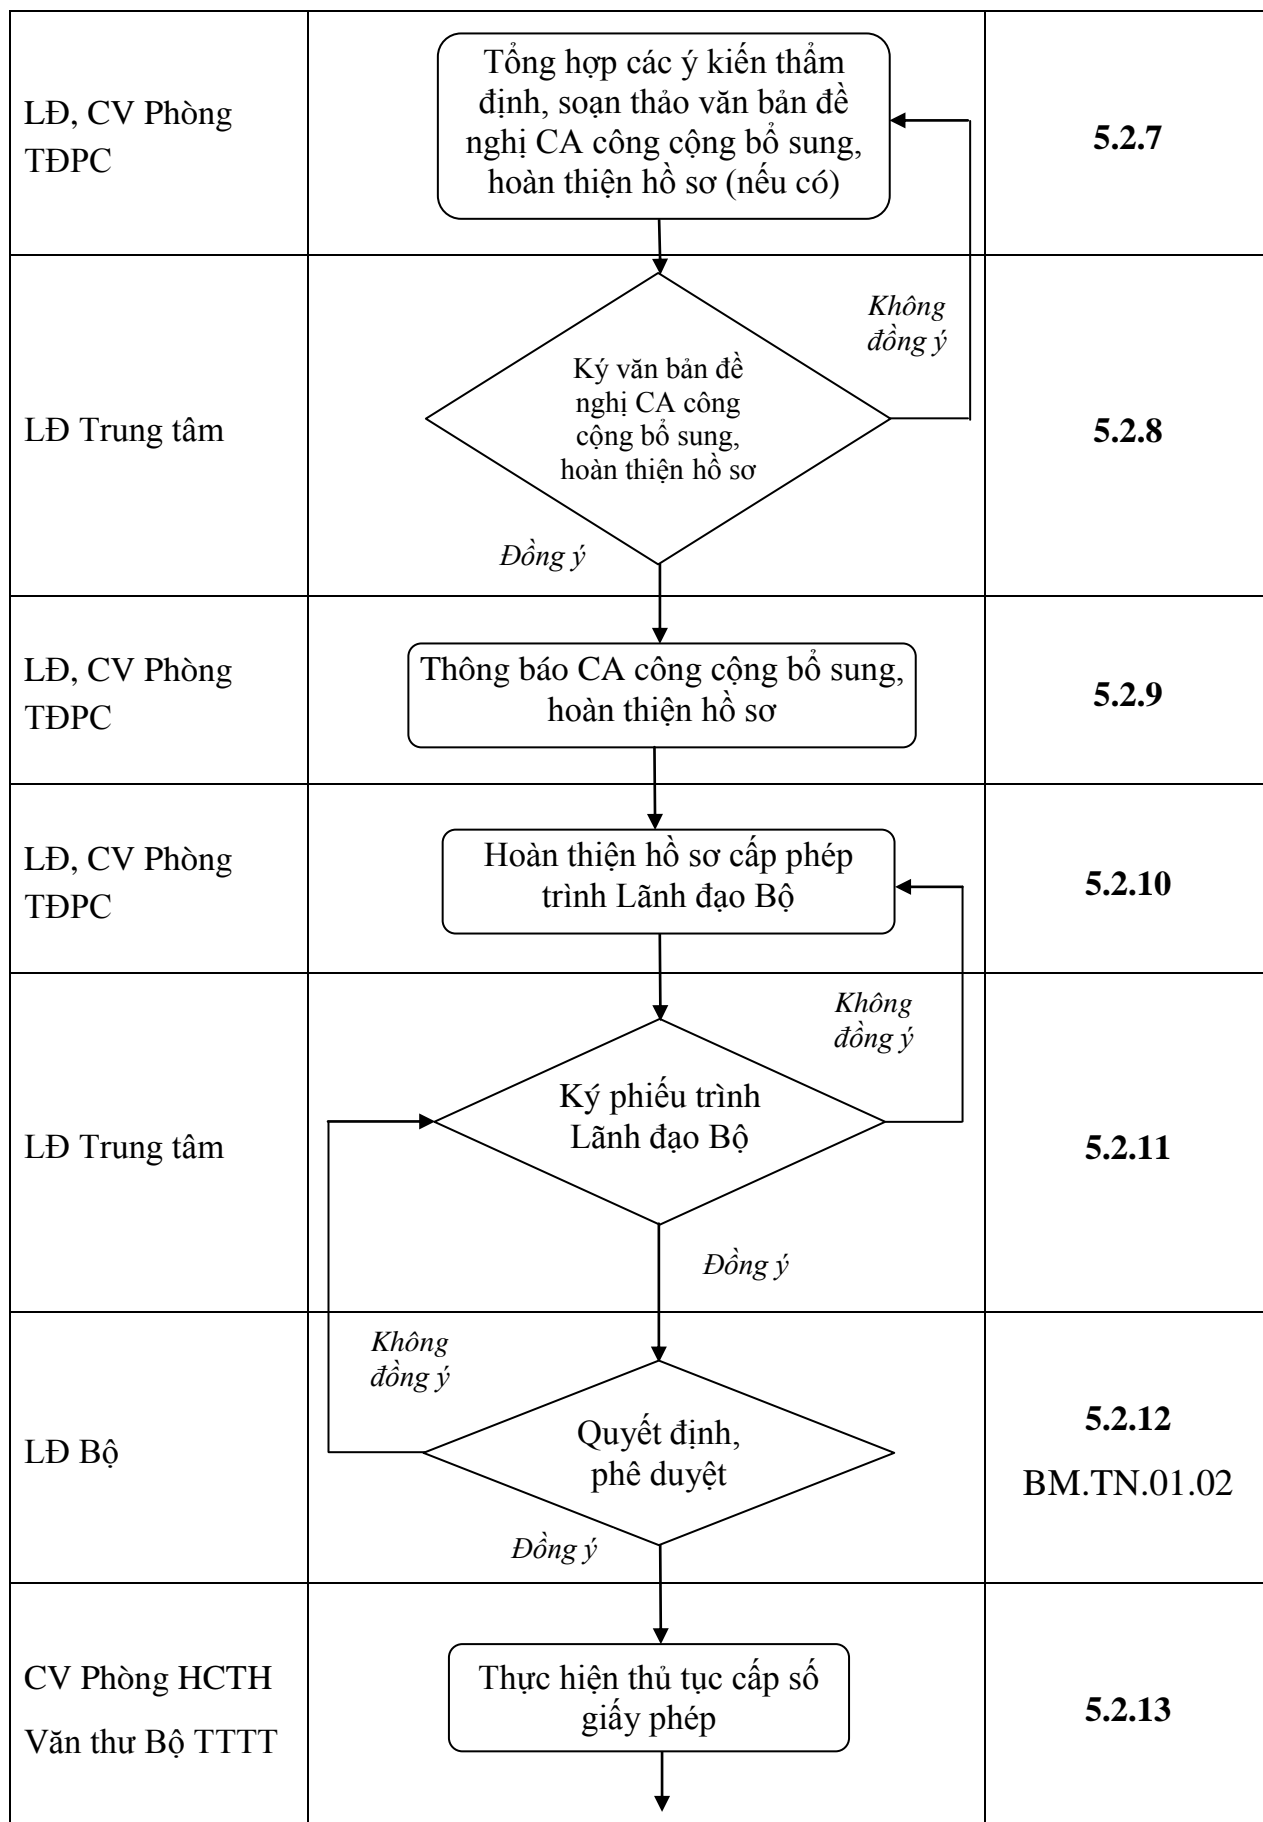 LĐ, CV Phòng
TĐPC
Tổng hợp các ý kiến thẩm
định, soạn thảo văn bản đề
nghị CA công cộng bổ sung,
hoàn thiện hồ sơ (nếu có)
5.2.7
LĐ Trung tâm
Ký văn bản đề
nghị CA công
cộng bổ sung,
hoàn thiện hồ sơ
Không
đồng ý
Đồng ý
5.2.8
LĐ, CV Phòng
TĐPC
Thông báo CA công cộng bổ sung,
hoàn thiện hồ sơ
5.2.9
LĐ, CV Phòng
TĐPC
Hoàn thiện hồ sơ cấp phép
trình Lãnh đạo Bộ
5.2.10
LĐ Trung tâm
Không
đồng ý
Ký phiếu trình
Lãnh đạo Bộ
Đồng ý
5.2.11
LĐ Bộ
Không
đồng ý
Quyết định,
phê duyệt
Đồng ý
5.2.12
BM.TN.01.02
CV Phòng HCTH
Văn thư Bộ TTTT
Thực hiện thủ tục cấp số
giấy phép
5.2.13